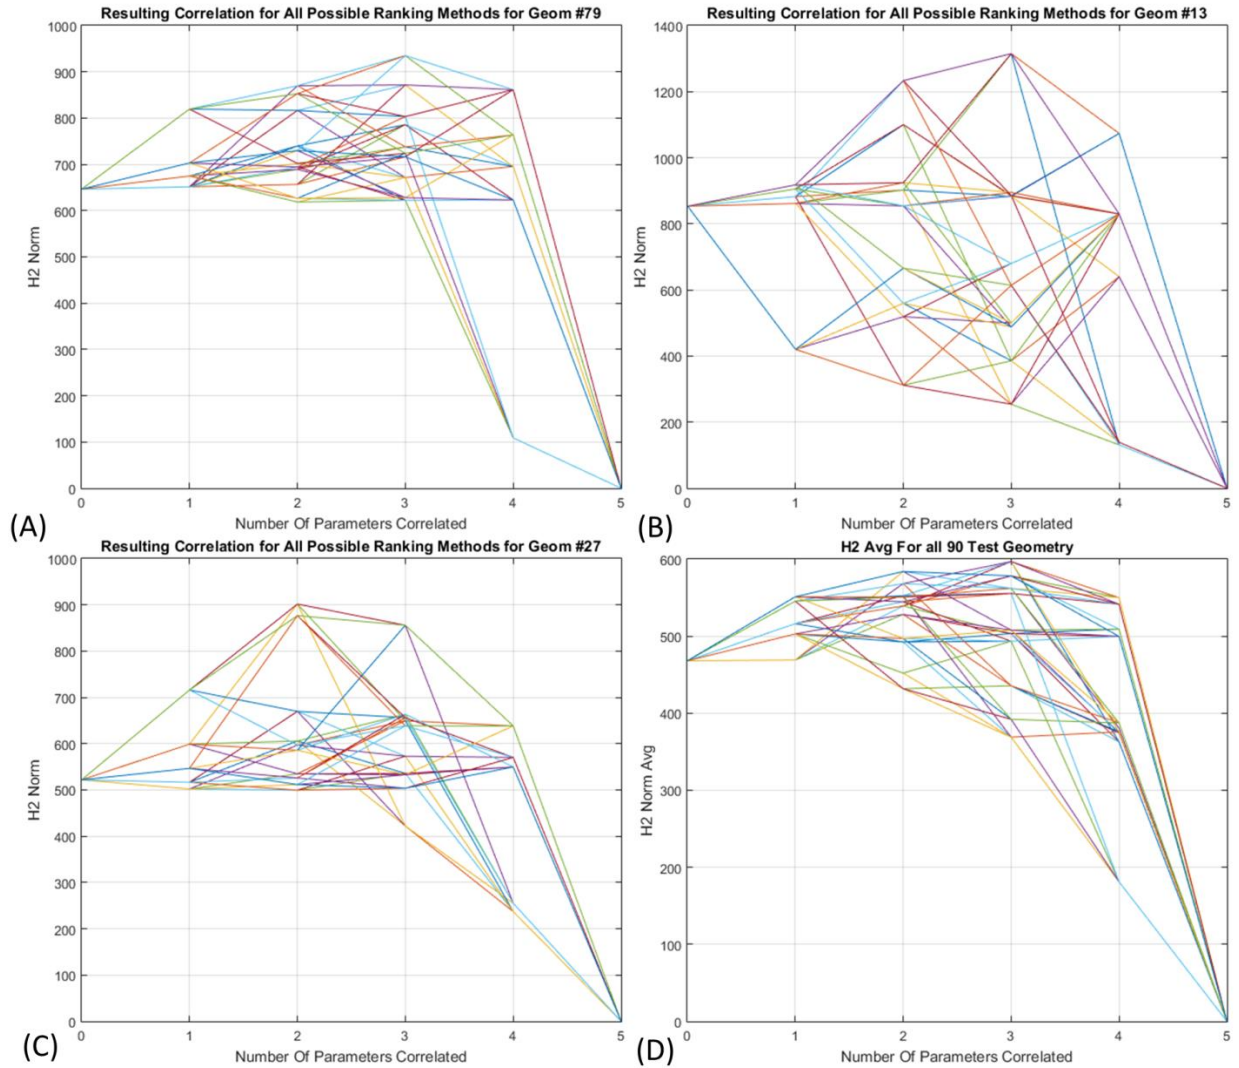 Resulting Correlation for All Possible Ranking Methods for Geom #79
1000
900
800
700
600
500
400
300
200
100
0
H2 Norm
0 1 2 3 4 5
Number Of Parameters Correlated
(A)
Resulting Correlation for All Possible Ranking Methods for Geom #13
1400
1200
1000
800
600
400
200
0
H2 Norm
0 1 2 3 4 5
Number Of Parameters Correlated
(B)
Resulting Correlation for All Possible Ranking Methods for Geom #27
1000
900
800
700
600
500
400
300
200
100
0
H2 Norm
0 1 2 3 4 5
Number Of Parameters Correlated
(C)
H2 Avg For all 90 Test Geometry
600
500
400
300
200
100
0
H2 Norm Avg
0 1 2 3 4 5
Number Of Parameters Correlated
(D)